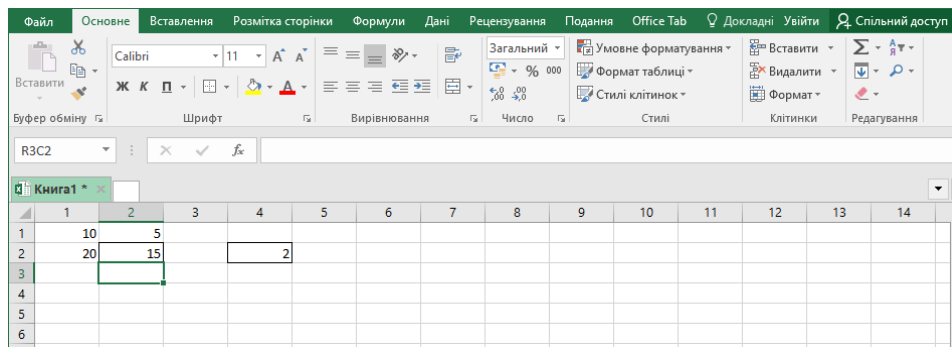 Файл Основне Вставлення Розмітка сторінки Формули Дані Рецензування Подання Office Tab Докладні Увійти Спільний доступ
Вставити
Calibri 11
Ж К П
Загальний
% 000
,00 ,0
Умовне форматування
Формат таблиці
Стилі клітинок
Вставити
Видалити
Формат
Буфер обміну Шрифт Вирівнювання Число Стилі Клітинки Редагування
R3C2 fx
Книга1 *
1 2 3 4 5 6 7 8 9 10 11 12 13 14
1 10 5
2 20 15 2
3
4
5
6